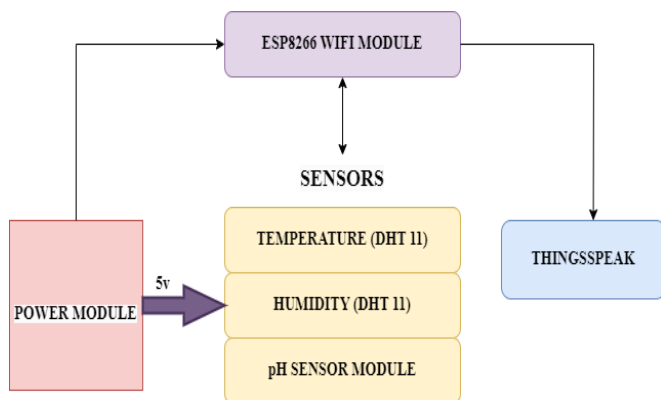 ESP8266 WIFI MODULE
SENSORS
TEMPERATURE (DHT 11)
THINGSSPEAK
5v
HUMIDITY (DHT 11)
POWER MODULE
pH SENSOR MODULE